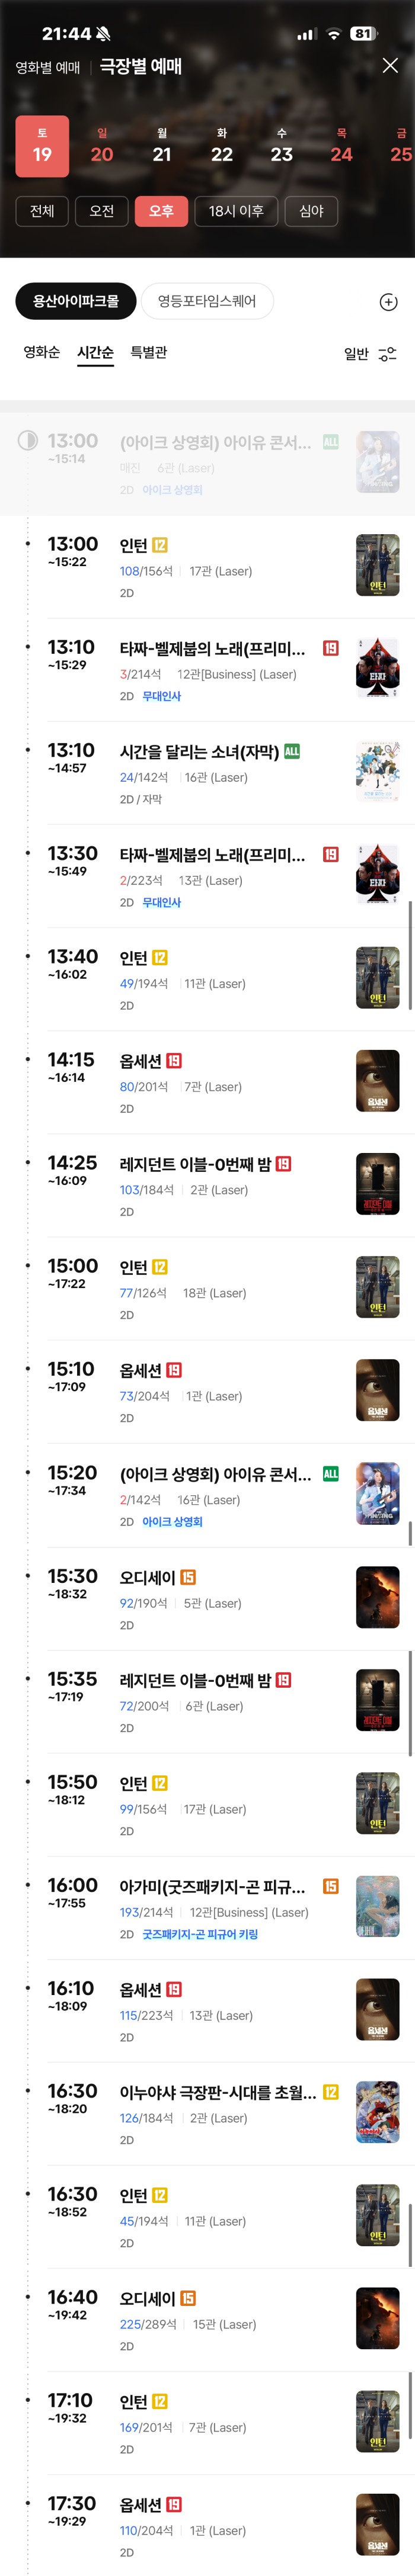 21:44
81
영화별 예매 | 극장별 예매
토 일 월 화 수 목 금
19 20 21 22 23 24 25
전체 오전 오후 18시 이후 심야
용산아이파크몰 영등포타임스퀘어
영화순 시간순 특별관 일반
13:00 (아이크 상영회) 아이유 콘서... ALL
~15:14 매진 6관 (Laser)
2D 아이크 상영회
13:00 인턴 12
~15:22 108/156석 17관 (Laser)
2D
13:10 타짜-벨제붑의 노래(프리미... 19
~15:29 3/214석 12관[Business] (Laser)
2D 무대인사
13:10 시간을 달리는 소녀(자막) ALL
~14:57 24/142석 16관 (Laser)
2D / 자막
13:30 타짜-벨제붑의 노래(프리미... 19
~15:49 2/223석 13관 (Laser)
2D 무대인사
13:40 인턴 12
~16:02 49/194석 11관 (Laser)
2D
14:15 옵세션 19
~16:14 80/201석 7관 (Laser)
2D
14:25 레지던트 이블-0번째 밤 19
~16:09 103/184석 2관 (Laser)
2D
15:00 인턴 12
~17:22 77/126석 18관 (Laser)
2D
15:10 옵세션 19
~17:09 73/204석 1관 (Laser)
2D
15:20 (아이크 상영회) 아이유 콘서... ALL
~17:34 2/142석 16관 (Laser)
2D 아이크 상영회
15:30 오디세이 15
~18:32 92/190석 5관 (Laser)
2D
15:35 레지던트 이블-0번째 밤 19
~17:19 72/200석 6관 (Laser)
2D
15:50 인턴 12
~18:12 99/156석 17관 (Laser)
2D
16:00 아가미(굿즈패키지-곤 피규... 15
~17:55 193/214석 12관[Business] (Laser)
2D 굿즈패키지-곤 피규어 키링
16:10 옵세션 19
~18:09 115/223석 13관 (Laser)
2D
16:30 이누야샤 극장판-시대를 초월... 12
~18:20 126/184석 2관 (Laser)
2D
16:30 인턴 12
~18:52 45/194석 11관 (Laser)
2D
16:40 오디세이 15
~19:42 225/289석 15관 (Laser)
2D
17:10 인턴 12
~19:32 169/201석 7관 (Laser)
2D
17:30 옵세션 19
~19:29 110/204석 1관 (Laser)
2D